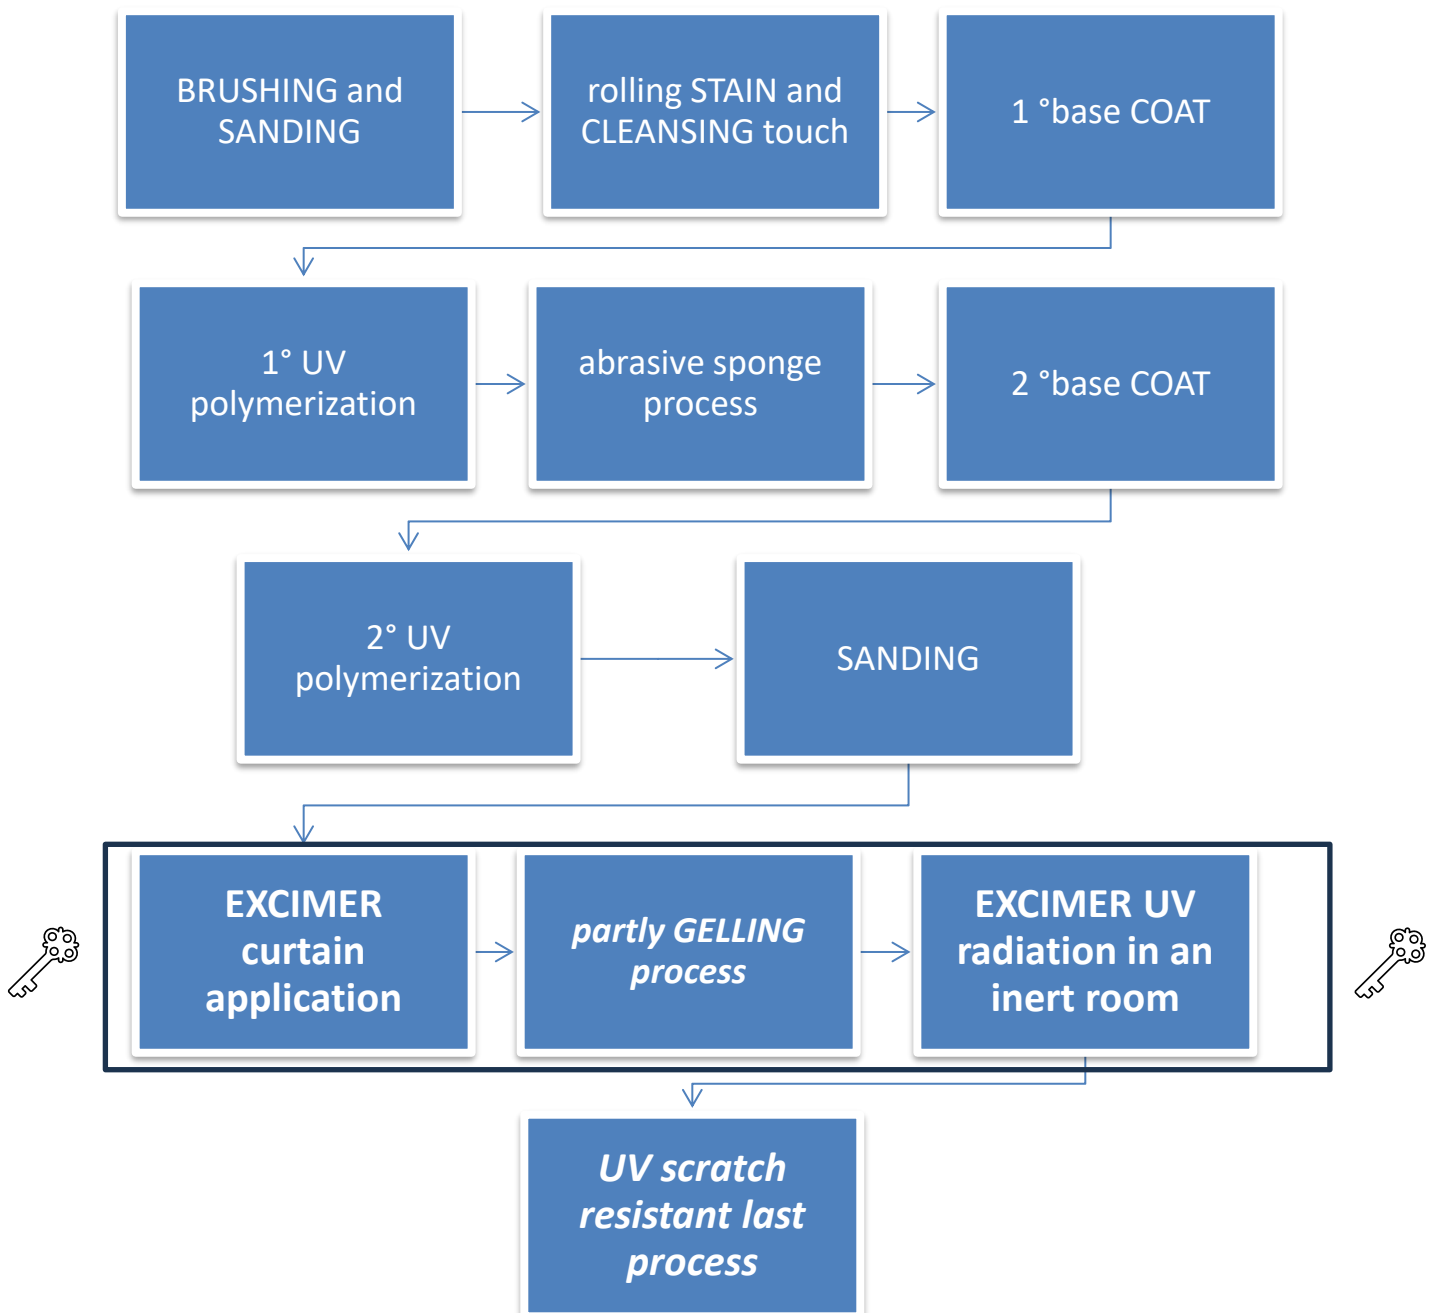 BRUSHING and
SANDING
rolling STAIN and
CLEANSING touch
1 °base COAT
1° UV
polymerization
abrasive sponge
process
2 °base COAT
2° UV
polymerization
SANDING
EXCIMER
curtain
application
partly GELLING
process
EXCIMER UV
radiation in an
inert room
UV scratch
resistant last
process